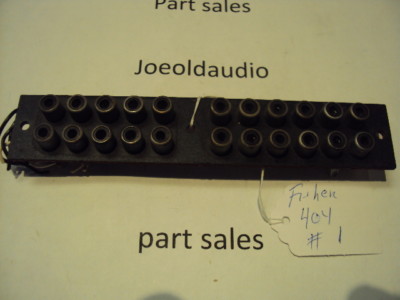 Part sales
Joeoldaudio
Fisher
404
# 1
part sales